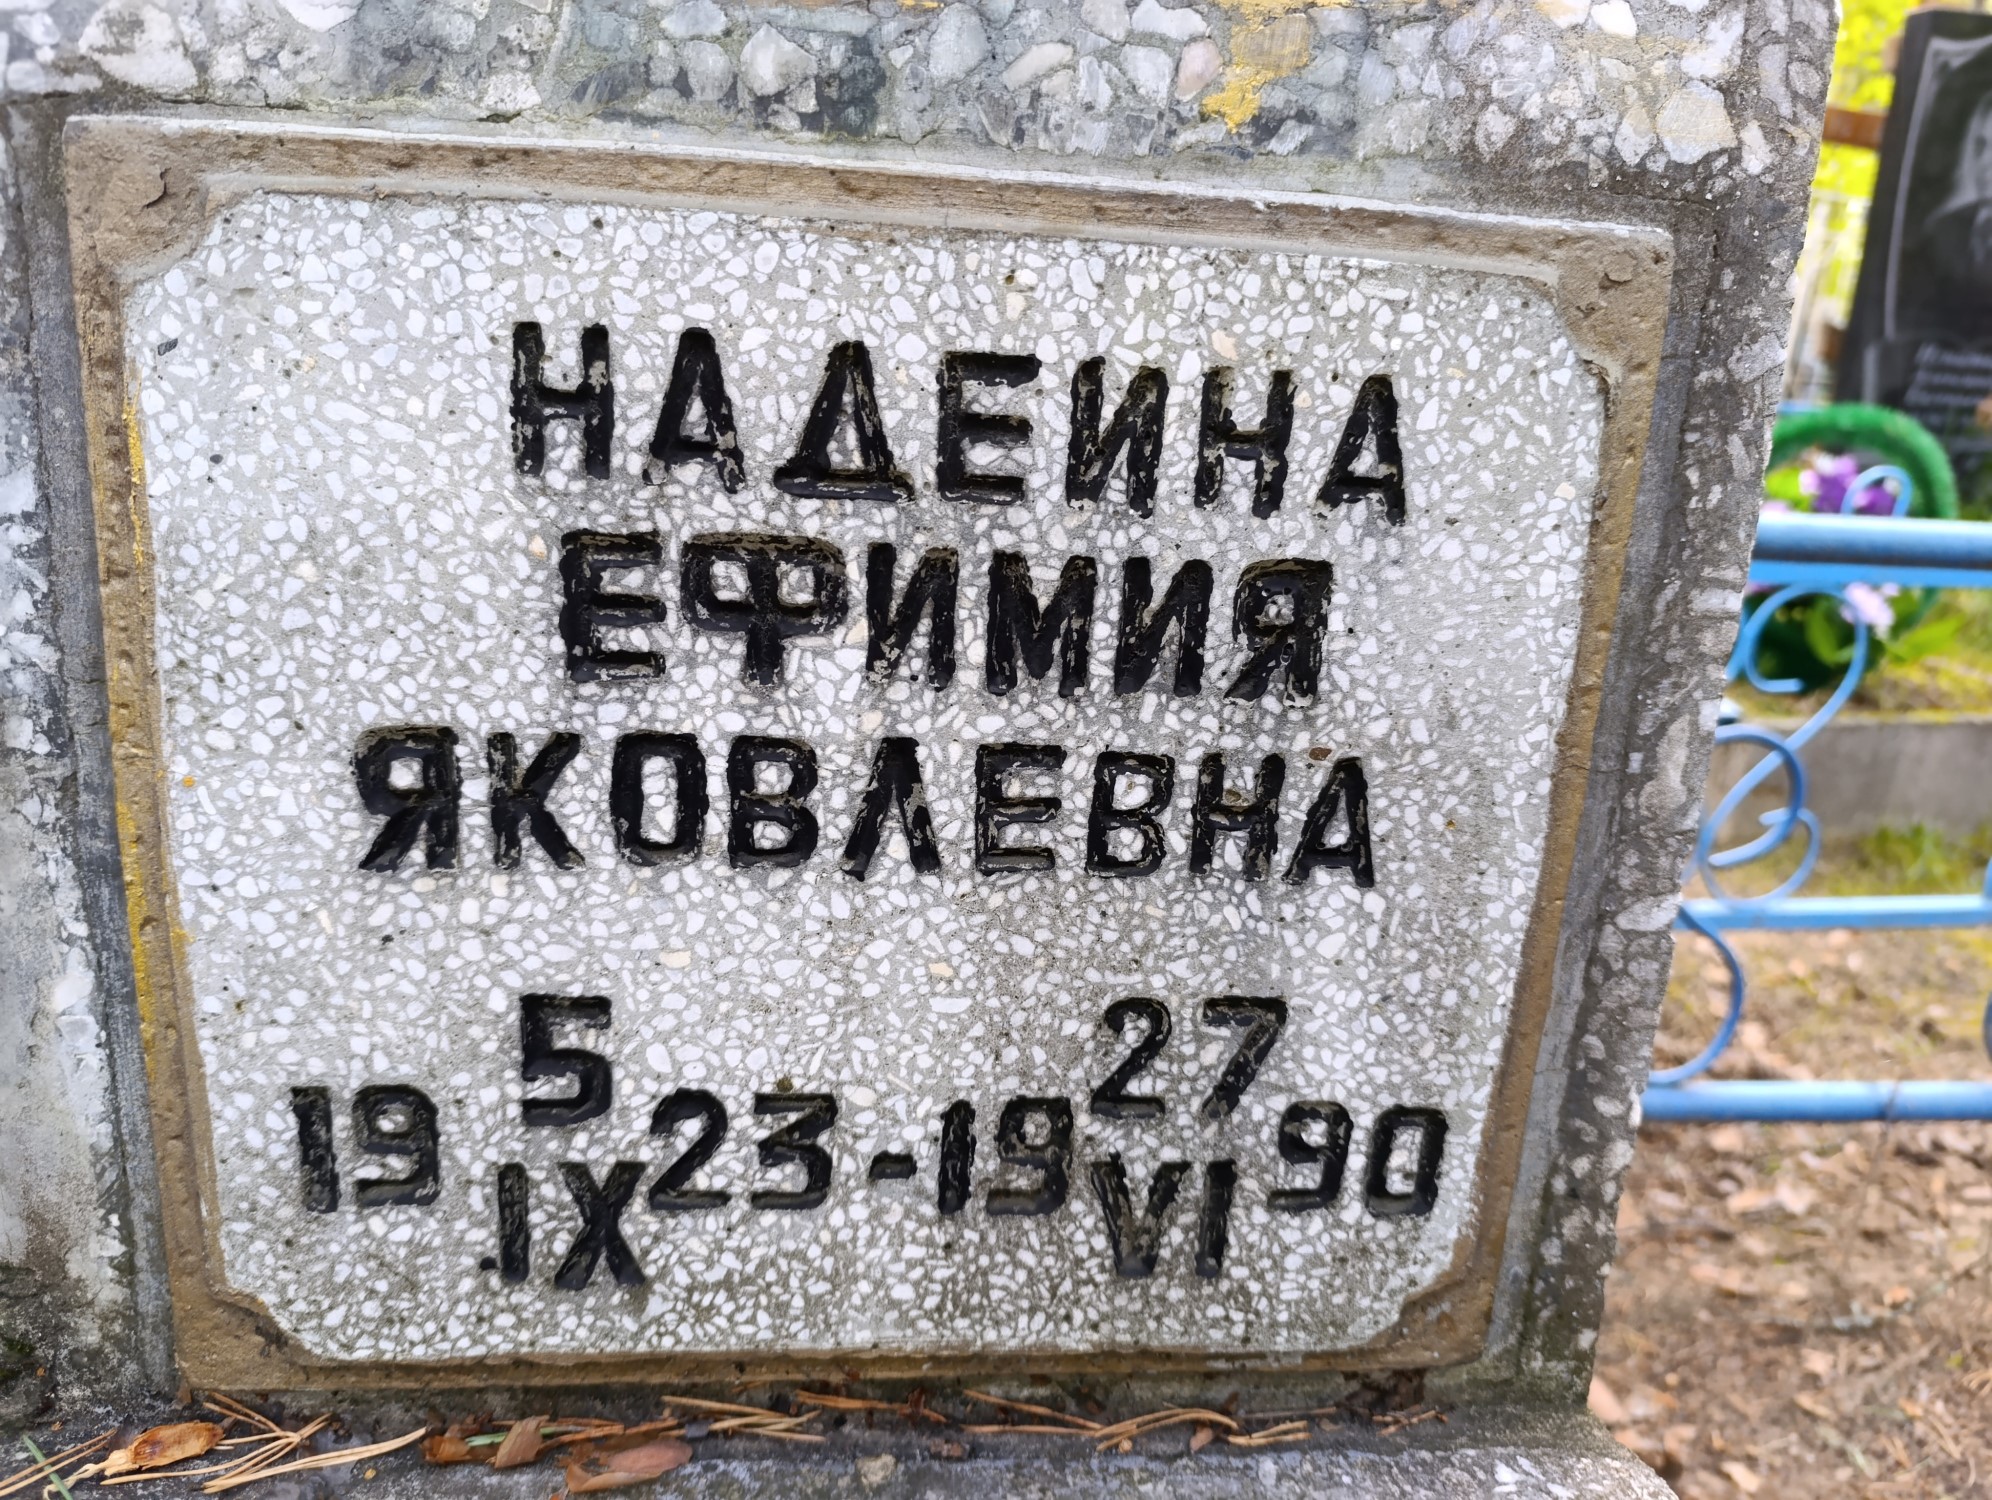 НАДЕИНА
ЕФИМИЯ
ЯКОВЛЕВНА
5 27
19 23-19 90
IX VI